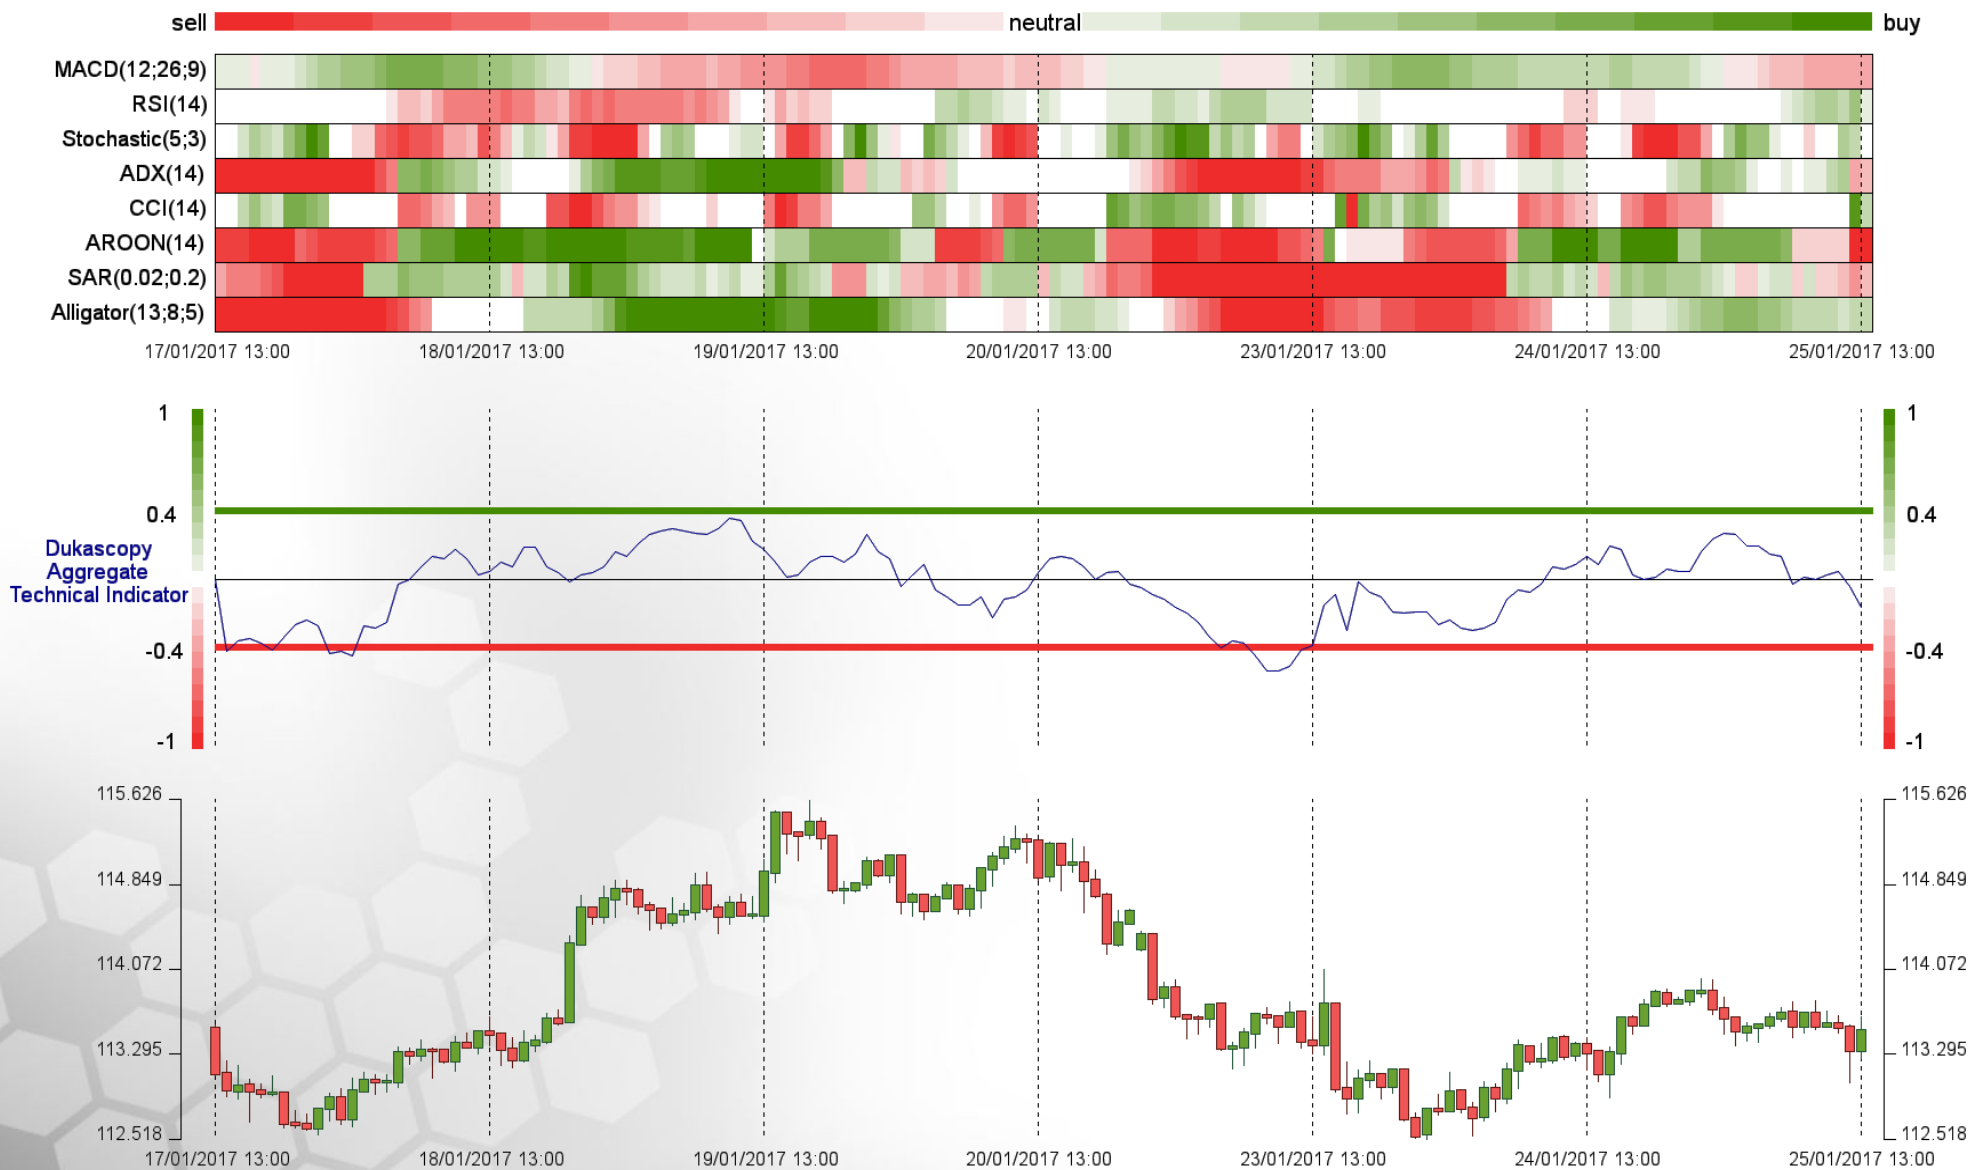 sell neutral buy
MACD(12;26;9)
RSI(14)
Stochastic(5;3)
ADX(14)
CCI(14)
AROON(14)
SAR(0.02;0.2)
Alligator(13;8;5)
17/01/2017 13:00 18/01/2017 13:00 19/01/2017 13:00 20/01/2017 13:00 23/01/2017 13:00 24/01/2017 13:00 25/01/2017 13:00
1 1
0.4 0.4
Dukascopy
Aggregate
Technical Indicator
-0.4 -0.4
-1 -1
115.626 115.626
114.849 114.849
114.072 114.072
113.295 113.295
112.518 112.518
17/01/2017 13:00 18/01/2017 13:00 19/01/2017 13:00 20/01/2017 13:00 23/01/2017 13:00 24/01/2017 13:00 25/01/2017 13:00